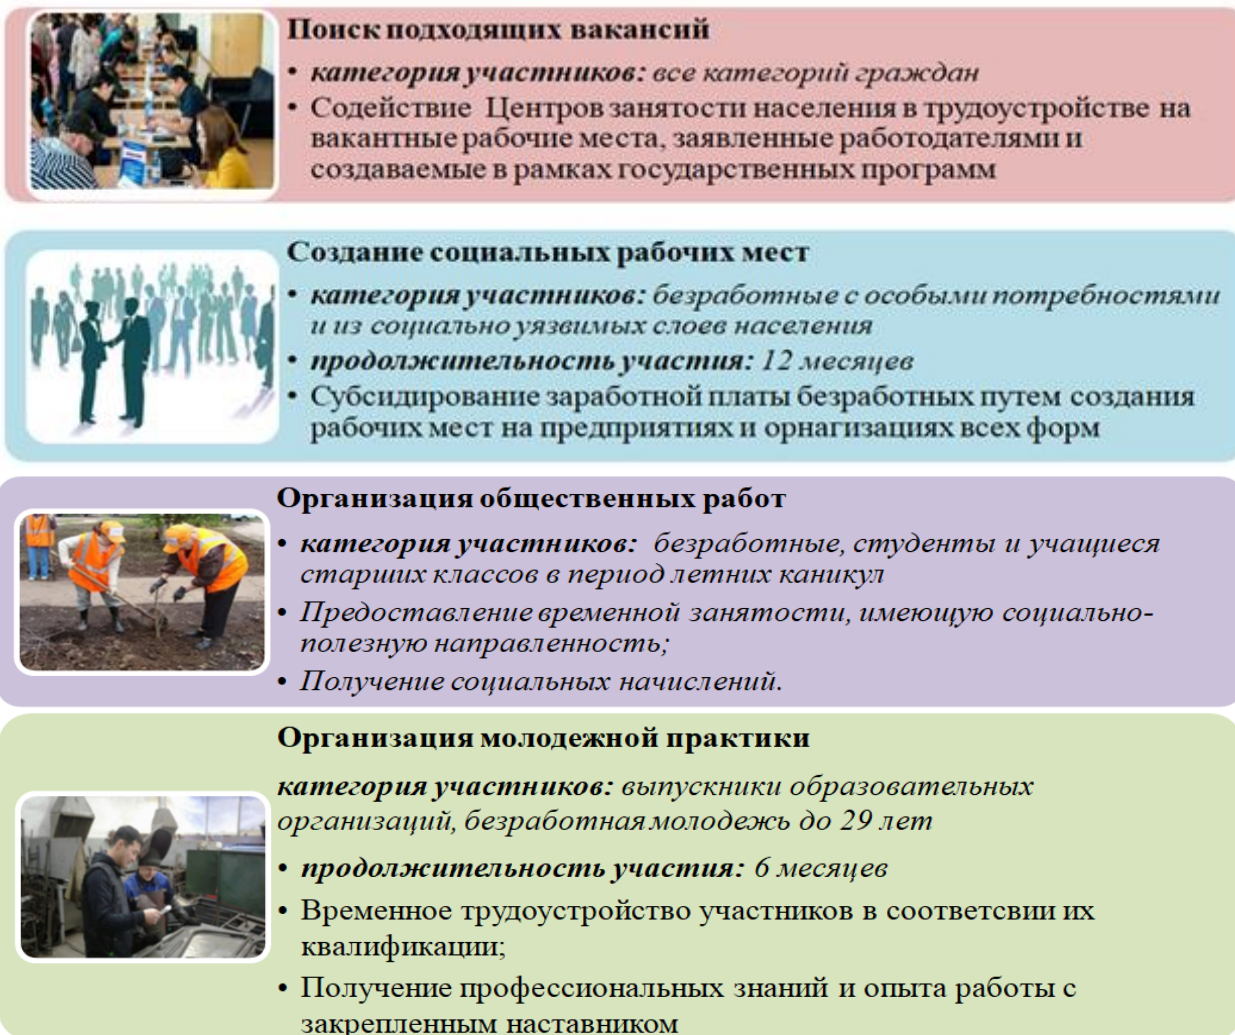 Поиск подходящих вакансий
• категория участников: все категорий граждан
• Содействие Центров занятости населения в трудоустройстве на
вакантные рабочие места, заявленные работодателями и
создаваемые в рамках государственных программ
Создание социальных рабочих мест
• категория участников: безработные с особыми потребностями
и из социально уязвимых слоев населения
• продолжительность участия: 12 месяцев
• Субсидирование заработной платы безработных путем создания
рабочих мест на предприятиях и орнагизациях всех форм
Организация общественных работ
• категория участников: безработные, студенты и учащиеся
старших классов в период летних каникул
• Предоставление временной занятости, имеющую социально-
полезную направленность;
• Получение социальных начислений.
Организация молодежной практики
категория участников: выпускники образовательных
организаций, безработная молодежь до 29 лет
• продолжительность участия: 6 месяцев
• Временное трудоустройство участников в соответсвии их
квалификации;
• Получение профессиональных знаний и опыта работы с
закрепленным наставником